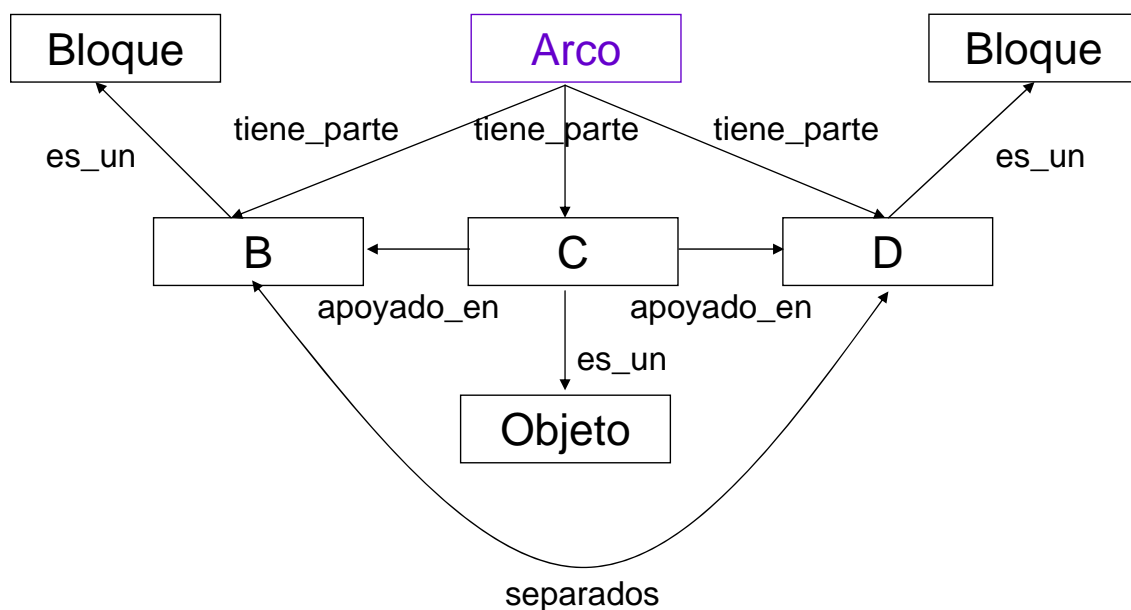 Bloque
Arco
Bloque
tiene_parte
tiene_parte
tiene_parte
es_un
es_un
B
C
D
apoyado_en
apoyado_en
es_un
Objeto
separados